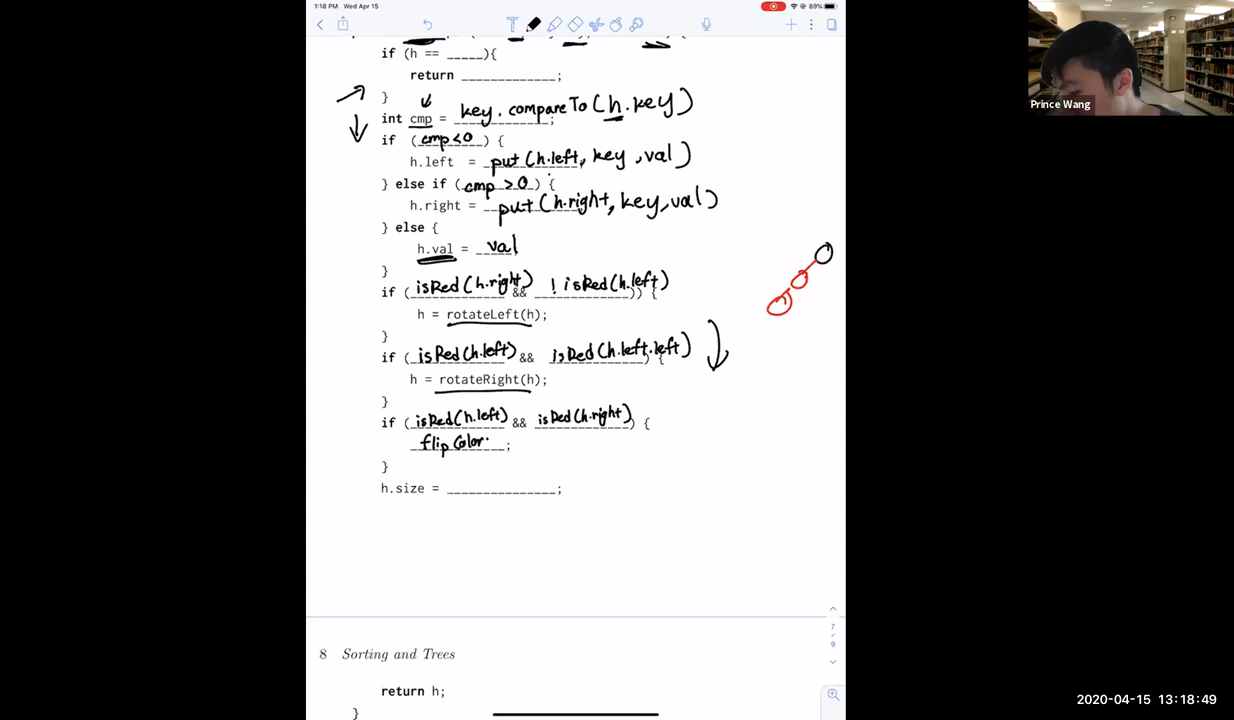 1:18 PM Wed Apr 15
89%
if (h == _____){
return _____________;
}
int cmp = key.compareTo(h.key);
if (cmp<0) {
h.left = put(h.left, key, val)
} else if (cmp >0) {
h.right = put(h.right, key, val)
} else {
h.val = val
}
if (isRed(h.right) && !isRed(h.left)) {
h = rotateLeft(h);
}
if (isRed(h.left) && isRed(h.left.left)) {
h = rotateRight(h);
}
if (isRed(h.left) && isRed(h.right)) {
flipColor;
}
h.size = _______________;
7
/
9
8 Sorting and Trees
return h;
}
Prince Wang
2020-04-15 13:18:49